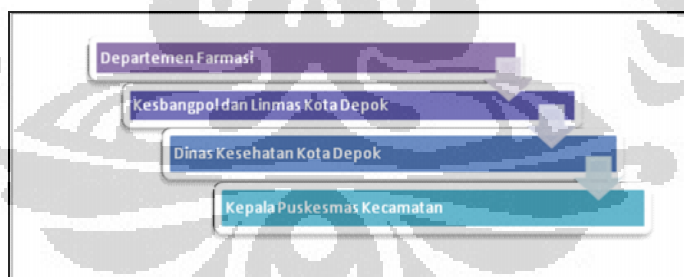 Departemen Farmasi
Kesbangpol dan Linmas Kota Depok
Dinas Kesehatan Kota Depok
Kepala Puskesmas Kecamatan